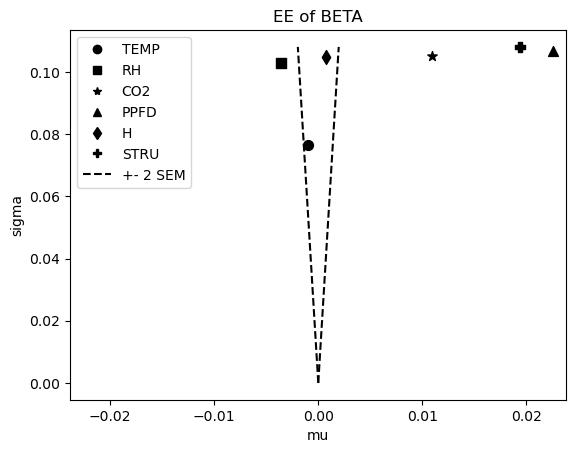 EE of BETA
TEMP
RH
CO2
PPFD
H
STRU
+- 2 SEM
sigma
0.10
0.08
0.06
0.04
0.02
0.00
−0.02
−0.01
0.00
0.01
0.02
mu